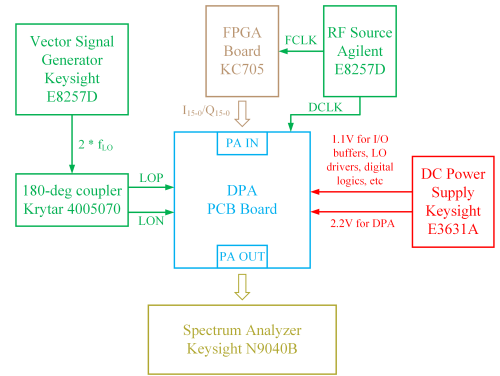 Vector Signal
Generator
Keysight
E8257D
FPGA
Board
KC705
RF Source
Agilent
E8257D
FCLK
DCLK
I15-0/Q15-0
2 * fLO
PA IN
1,1V for I/O
buffers, LO
drivers, digital
logics, etc
180-deg coupler
Krytar 4005070
LOP
LON
DPA
PCB Board
DC Power
Supply
Keysight
E3631A
2.2V for DPA
PA OUT
Spectrum Analyzer
Keysight N9040B